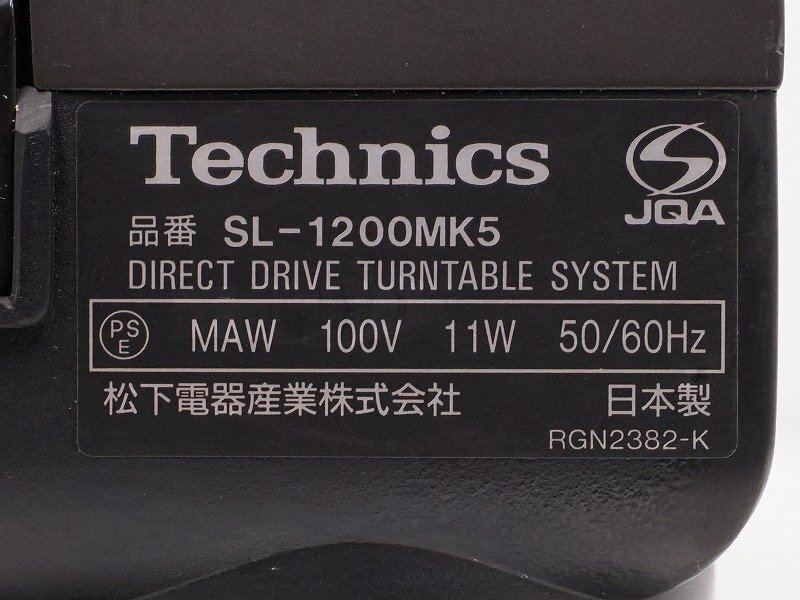 Technics
JQA
品番 SL-1200MK5
DIRECT DRIVE TURNTABLE SYSTEM
PSE MAW 100V 11W 50/60Hz
松下電器産業株式会社 日本製
RGN2382-K